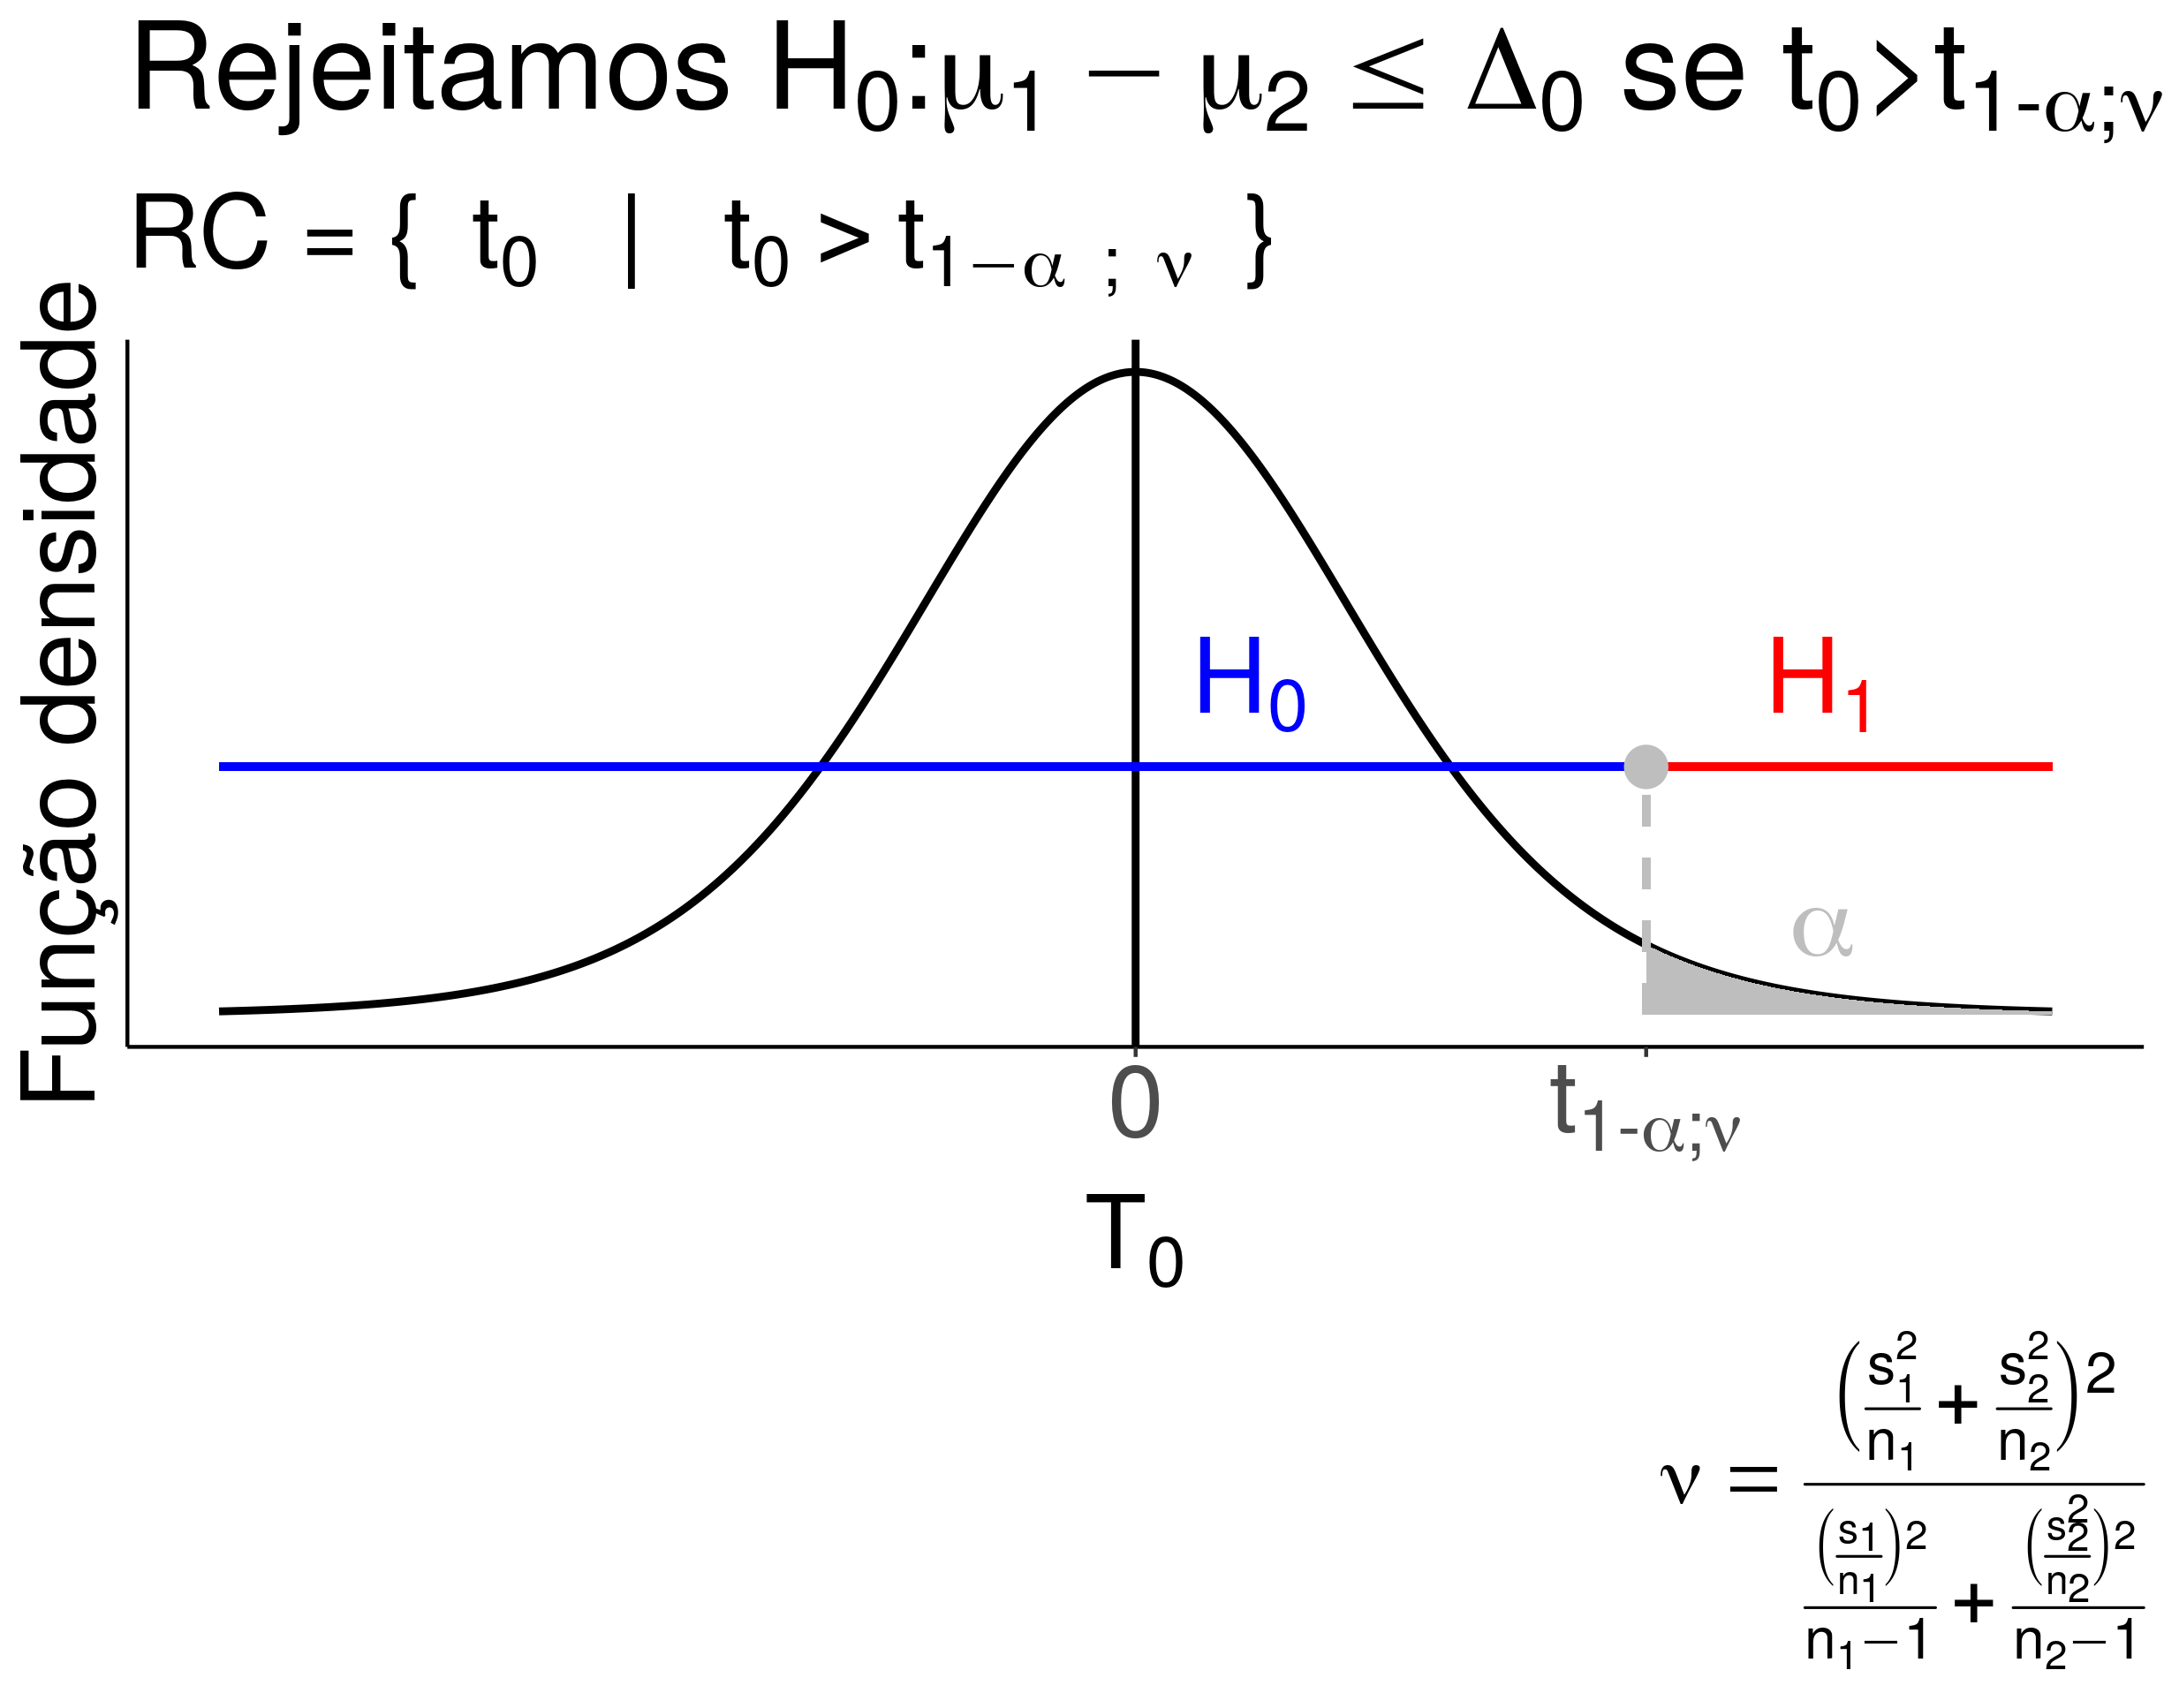 Rejeitamos H₀:μ₁ − μ₂ ≤ Δ₀ se t₀>t₁₋α;ν
RC = { t₀ | t₀ > t₁₋α ; ν }
Função densidade
H₀
H₁
α
0
t₁₋α;ν
T₀
ν = (s₁²/n₁ + s₂²/n₂)² / ((s₁/n₁)²/(n₁−1) + (s₂²/n₂)²/(n₂−1))